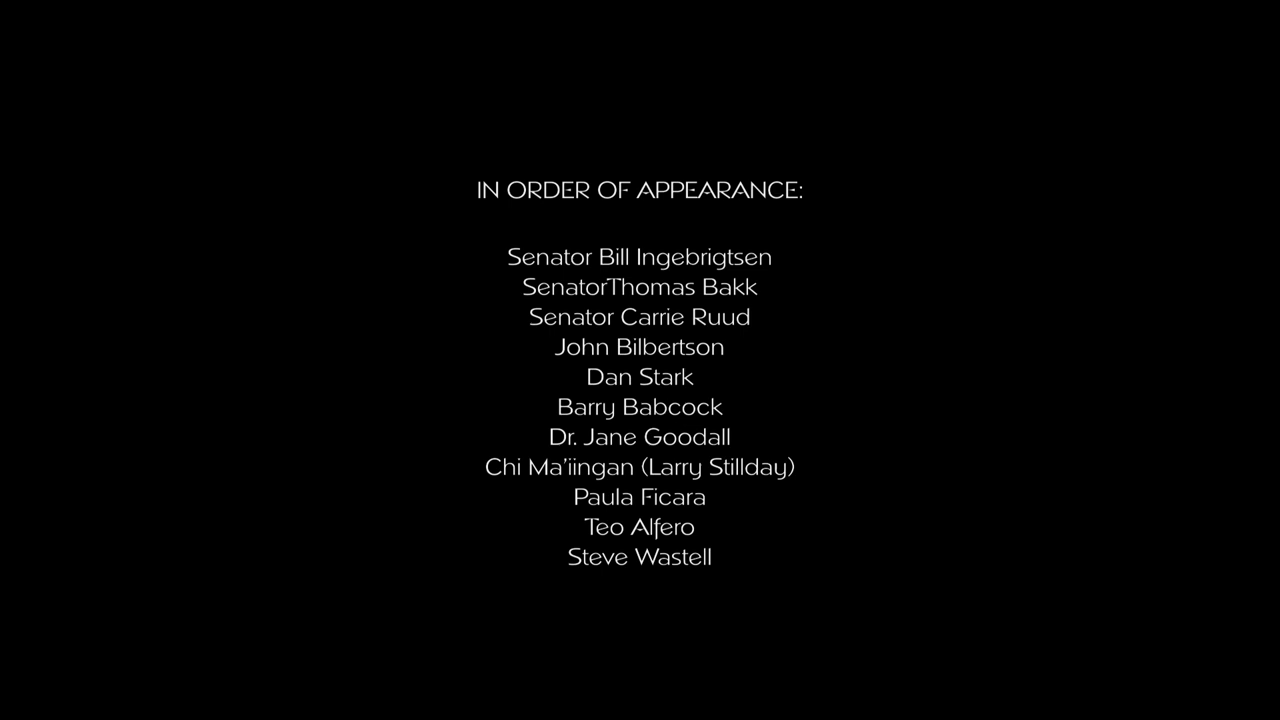 IN ORDER OF APPEARANCE:
Senator Bill Ingebrigtsen
SenatorThomas Bakk
Senator Carrie Ruud
John Bilbertson
Dan Stark
Barry Babcock
Dr. Jane Goodall
Chi Ma'iingan (Larry Stillday)
Paula Ficara
Teo Alfero
Steve Wastell